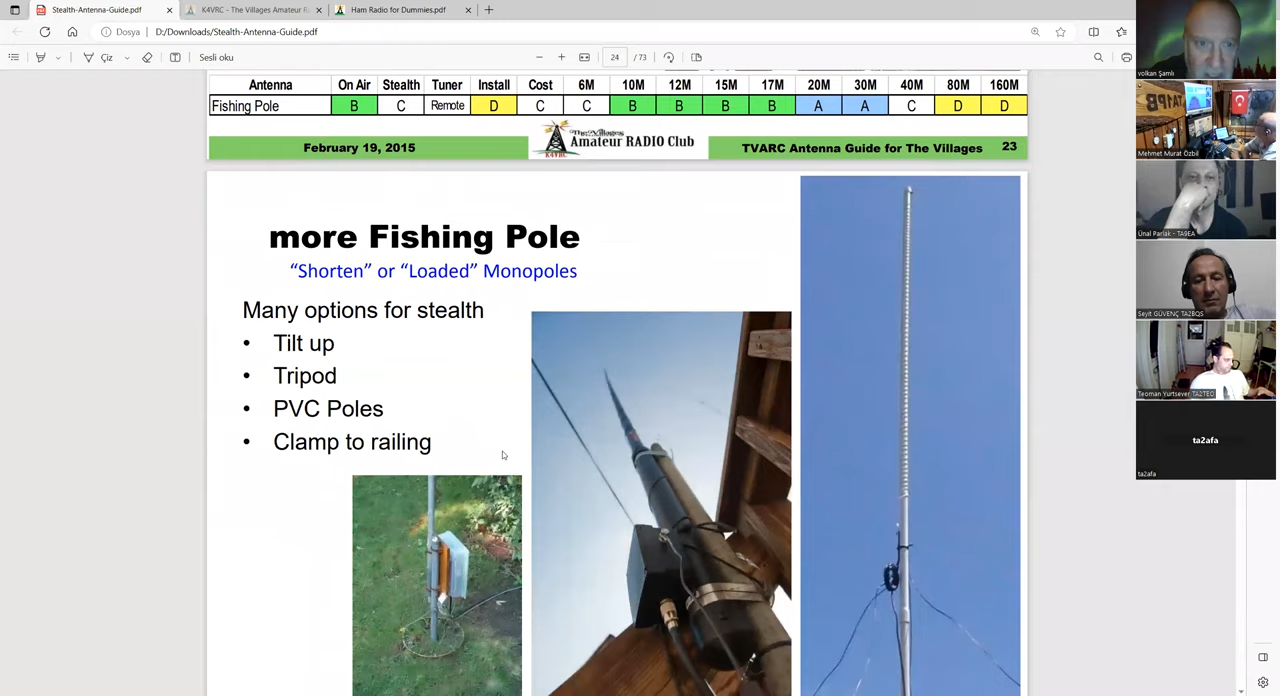 Stealth-Antenna-Guide.pdf
K4VRC - The Villages Amateur R
Ham Radio for Dummies.pdf
Dosya
D:/Downloads/Stealth-Antenna-Guide.pdf
Çiz
Sesli oku
24
/ 73
Antenna On Air Stealth Tuner Install Cost 6M 10M 12M 15M 17M 20M 30M 40M 80M 160M
Fishing Pole B C Remote D C C B B B B A A C D D
February 19, 2015
The Villages
Amateur RADIO Club
K4VRC
TVARC Antenna Guide for The Villages 23
more Fishing Pole
“Shorten” or “Loaded” Monopoles
Many options for stealth
• Tilt up
• Tripod
• PVC Poles
• Clamp to railing
volkan Şamlı
TA1PB
Mehmet Murat Özbil
Ünal Parlak - TA9EA
Seyit GÜVENÇ TA2BQS
Teoman Yurtsever TA2TEO
ta2afa
ta2afa